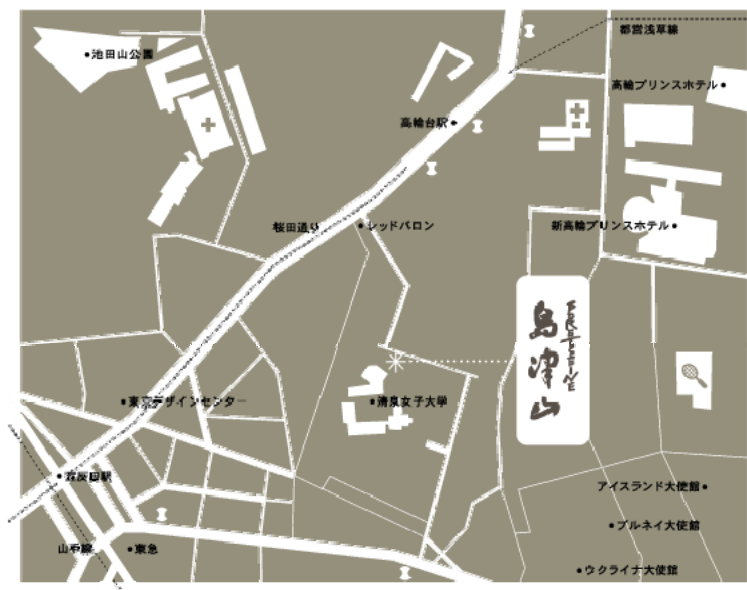 都営浅草線
池田山公園
高輪プリンスホテル
高輪台駅
桜田通り
レッドバロン
新高輪プリンスホテル
島津山
東京デザインセンター
清泉女子大学
五反田駅
アイスランド大使館
ブルネイ大使館
山手線
東急
ウクライナ大使館